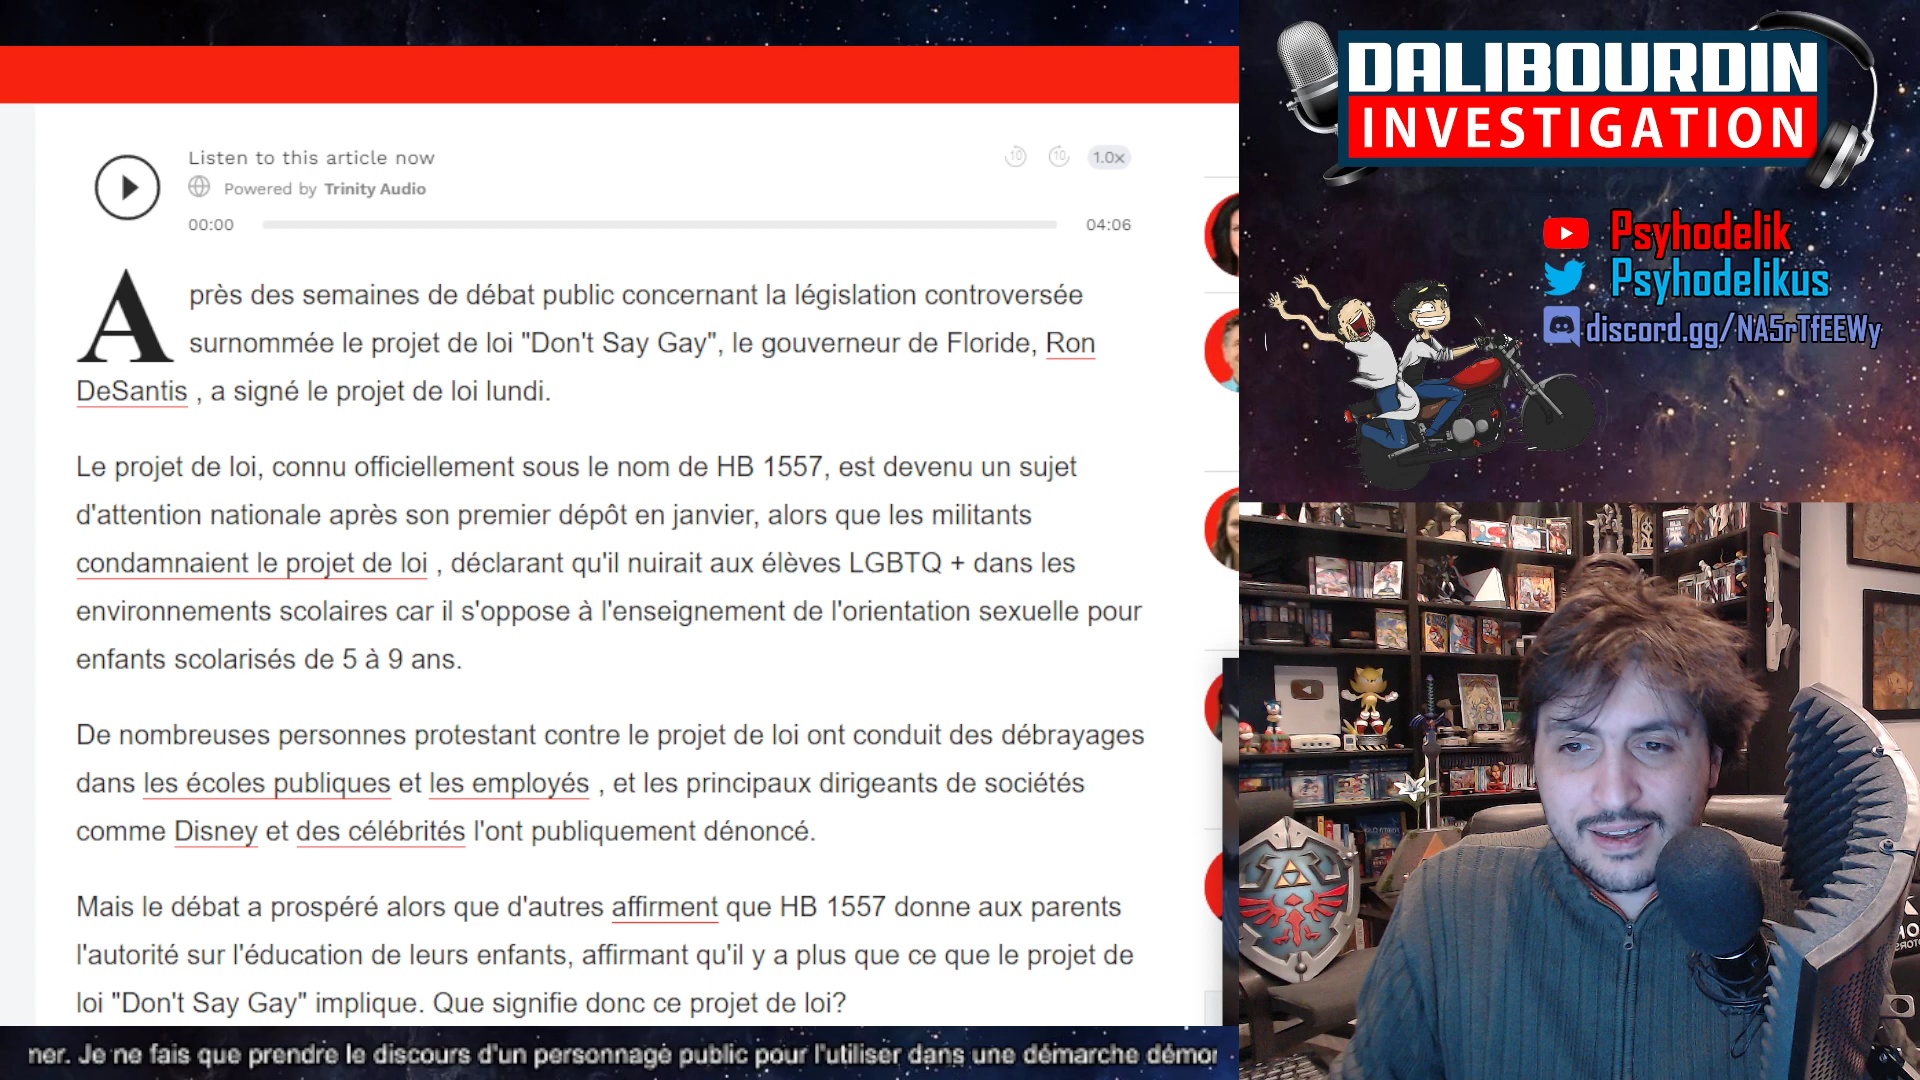 Listen to this article now
Powered by Trinity Audio
10
10
1.0x
00:00
04:06
Après des semaines de débat public concernant la législation controversée
surnommée le projet de loi "Don't Say Gay", le gouverneur de Floride, Ron
DeSantis , a signé le projet de loi lundi.
Le projet de loi, connu officiellement sous le nom de HB 1557, est devenu un sujet
d'attention nationale après son premier dépôt en janvier, alors que les militants
condamnaient le projet de loi , déclarant qu'il nuirait aux élèves LGBTQ + dans les
environnements scolaires car il s'oppose à l'enseignement de l'orientation sexuelle pour
enfants scolarisés de 5 à 9 ans.
De nombreuses personnes protestant contre le projet de loi ont conduit des débrayages
dans les écoles publiques et les employés , et les principaux dirigeants de sociétés
comme Disney et des célébrités l'ont publiquement dénoncé.
Mais le débat a prospéré alors que d'autres affirment que HB 1557 donne aux parents
l'autorité sur l'éducation de leurs enfants, affirmant qu'il y a plus que ce que le projet de
loi "Don't Say Gay" implique. Que signifie donc ce projet de loi?
ner. Je ne fais que prendre le discours d'un personnage public pour l'utiliser dans une démarche démor
DALIBOURDIN
INVESTIGATION
Psyhodelik
Psyhodelikus
discord.gg/NA5rTfEEWy